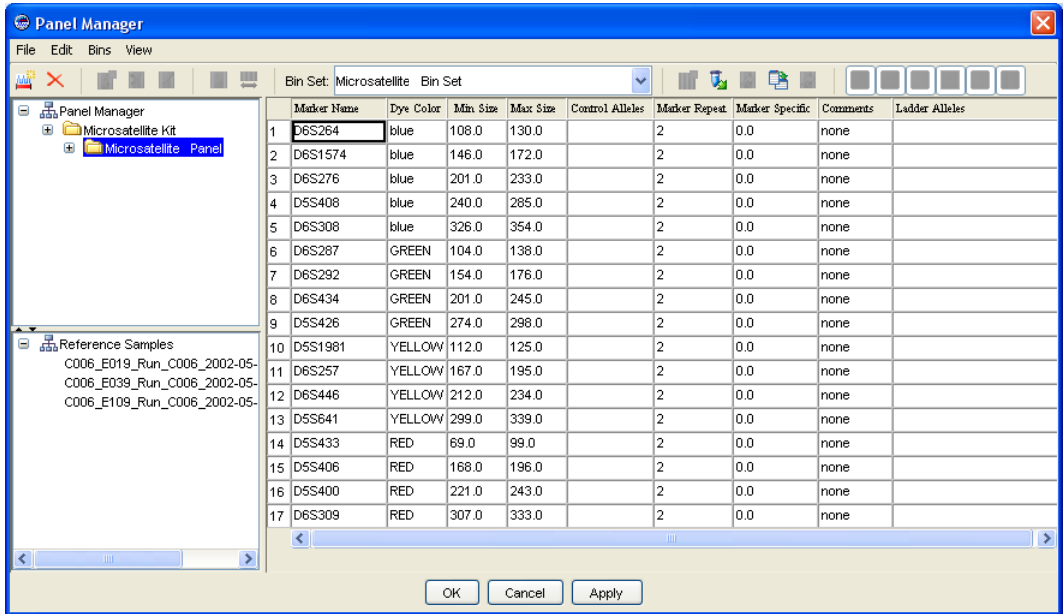 Panel Manager
File Edit Bins View
Bin Set: Microsatellite Bin Set
Panel Manager
Microsatellite Kit
Microsatellite Panel
Reference Samples
C006_E019_Run_C006_2002-05-
C006_E039_Run_C006_2002-05-
C006_E109_Run_C006_2002-05-
Marker Name Dye Color Min Size Max Size Control Alleles Marker Repeat Marker Specific Comments Ladder Alleles
1 D6S264 blue 108.0 130.0 2 0.0 none
2 D6S1574 blue 146.0 172.0 2 0.0 none
3 D6S276 blue 201.0 233.0 2 0.0 none
4 D5S408 blue 240.0 285.0 2 0.0 none
5 D6S308 blue 326.0 354.0 2 0.0 none
6 D6S287 GREEN 104.0 138.0 2 0.0 none
7 D6S292 GREEN 154.0 176.0 2 0.0 none
8 D6S434 GREEN 201.0 245.0 2 0.0 none
9 D5S426 GREEN 274.0 298.0 2 0.0 none
10 D5S1981 YELLOW 112.0 125.0 2 0.0 none
11 D6S257 YELLOW 167.0 195.0 2 0.0 none
12 D6S446 YELLOW 212.0 234.0 2 0.0 none
13 D5S641 YELLOW 299.0 339.0 2 0.0 none
14 D5S433 RED 69.0 99.0 2 0.0 none
15 D5S406 RED 168.0 196.0 2 0.0 none
16 D5S400 RED 221.0 243.0 2 0.0 none
17 D6S309 RED 307.0 333.0 2 0.0 none
OK Cancel Apply